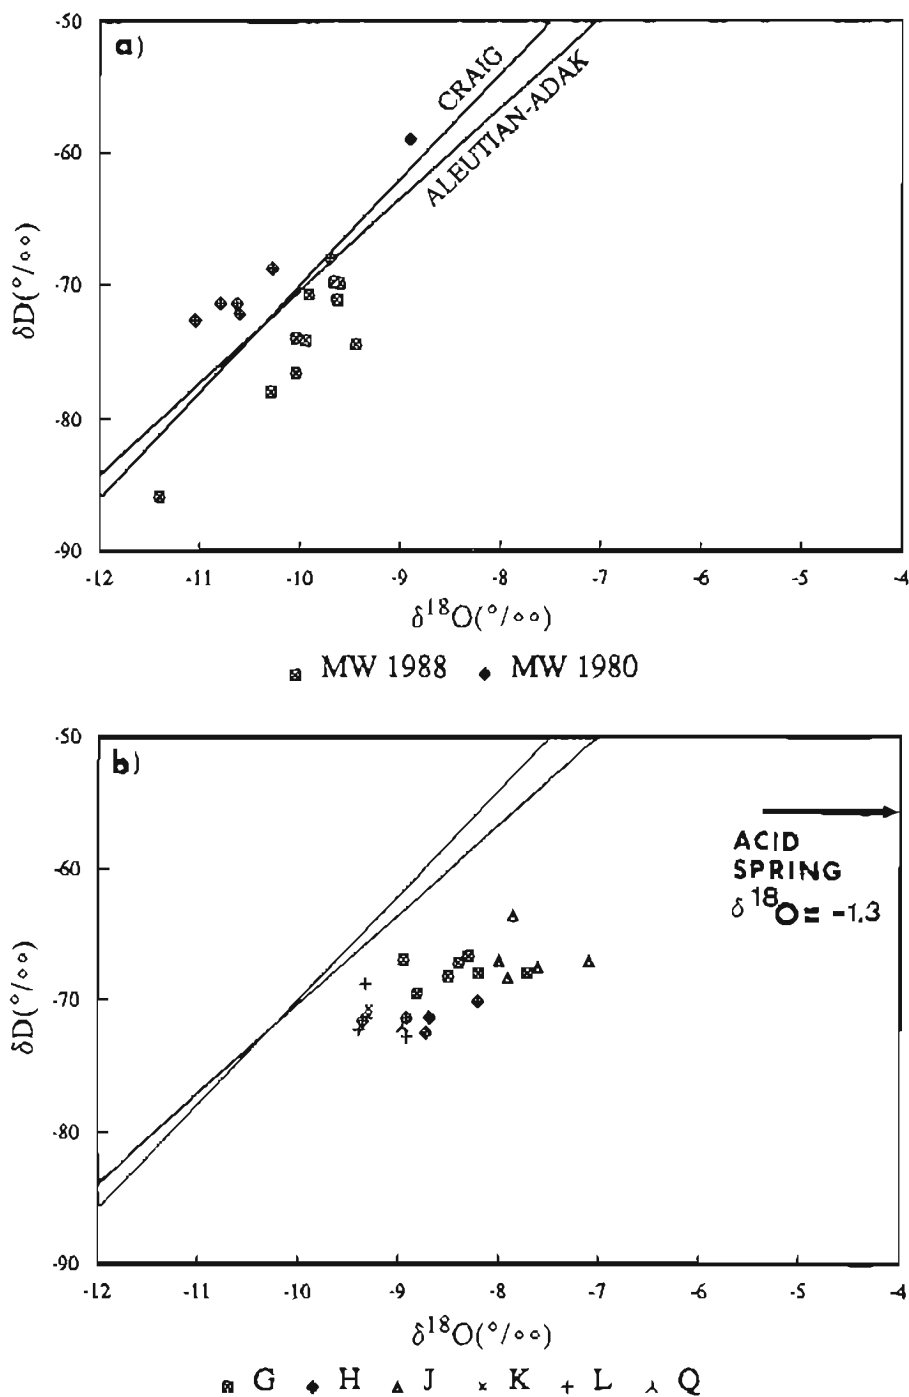 a)
-50
-60
-70
-80
-90
δD(°/∘∘)
CRAIG
ALEUTIAN-ADAK
-12 -11 -10 -9 -8 -7 -6 -5 -4
δ¹⁸O(°/∘∘)
MW 1988 MW 1980
b)
-50
-60
-70
-80
-90
δD(°/∘∘)
ACID
SPRING
δ ¹⁸O = -1.3
-12 -11 -10 -9 -8 -7 -6 -5 -4
δ¹⁸O(°/∘∘)
G H J K L Q